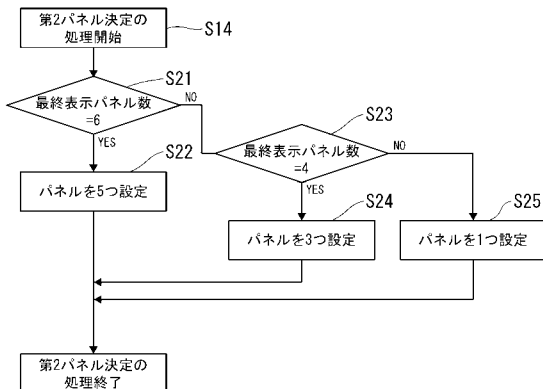 第2パネル決定の
処理開始
S14
S21
最終表示パネル数
=6
NO
YES
S23
最終表示パネル数
=4
NO
YES
S22
パネルを5つ設定
S24
パネルを3つ設定
S25
パネルを1つ設定
第2パネル決定の
処理終了